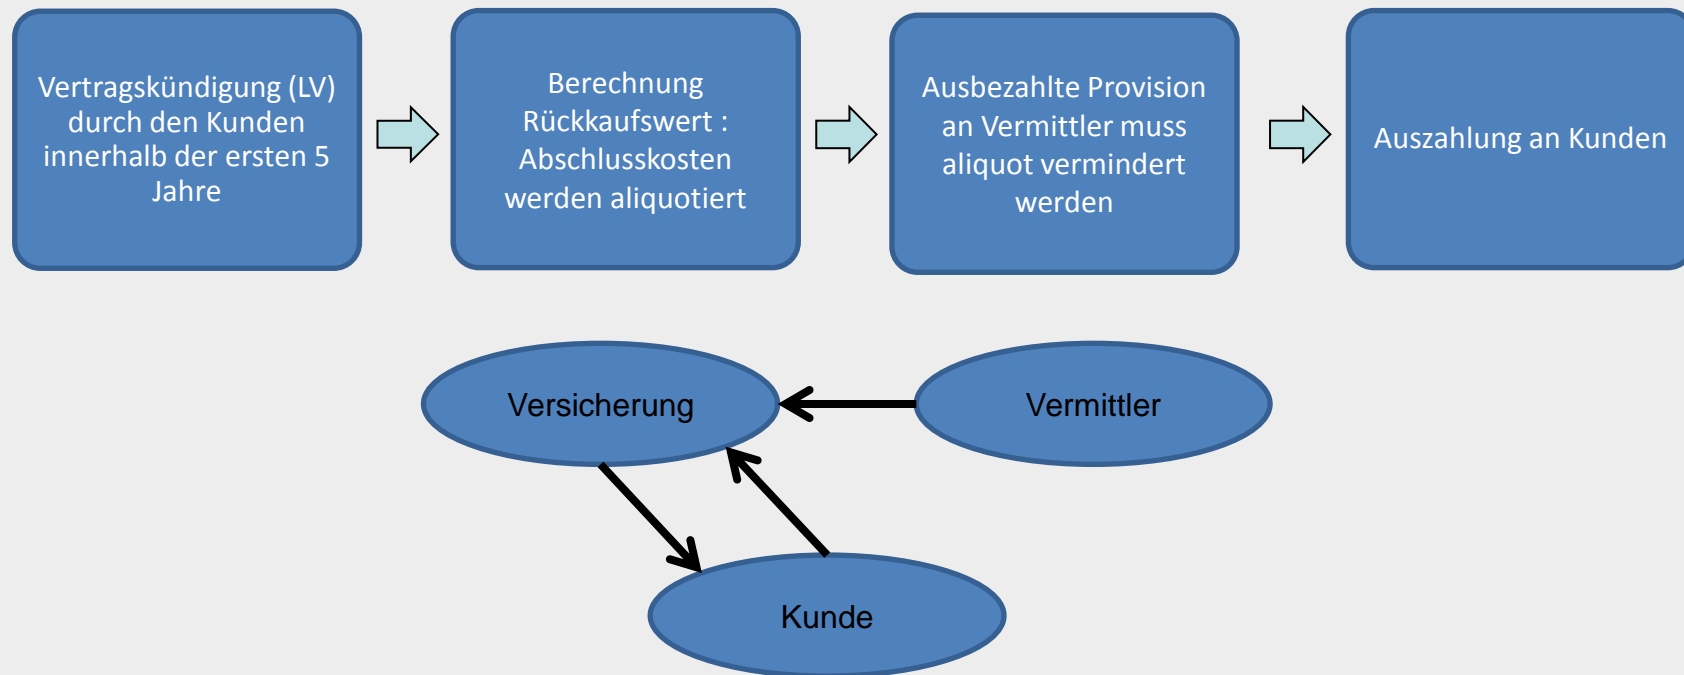 Vertragskündigung (LV)
durch den Kunden
innerhalb der ersten 5
Jahre
Berechnung
Rückkaufswert :
Abschlusskosten
werden aliquotiert
Ausbezahlte Provision
an Vermittler muss
aliquot vermindert
werden
Auszahlung an Kunden
Versicherung
Vermittler
Kunde